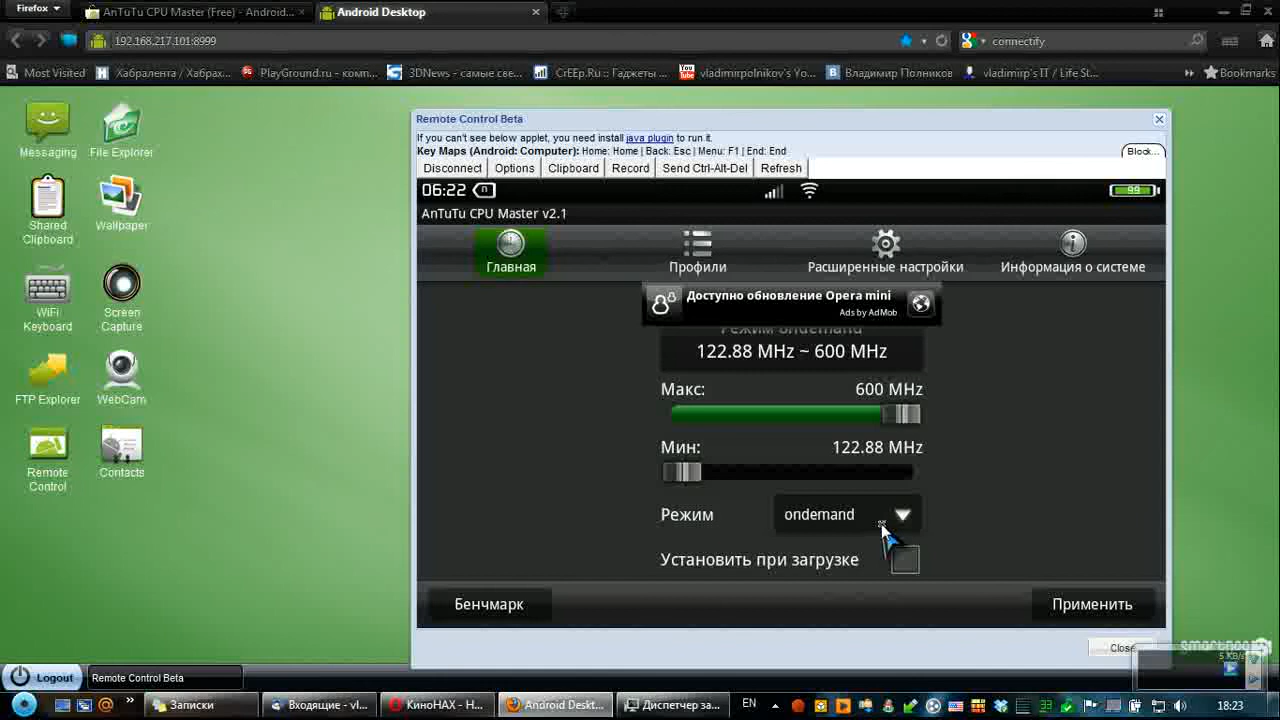 Firefox
AnTuTu CPU Master (Free) - Android...
Android Desktop
192.168.217.101:8999
connectify
Most Visited
Хабралента / Хабрах...
PlayGround.ru - комп...
3DNews - самые све...
CrEEp.Ru :: Гаджеты ...
vladimirpolnikov's Yo...
Владимир Полников
vladimirp's IT / Life St...
Bookmarks
Messaging
File Explorer
Shared Clipboard
Wallpaper
WiFi Keyboard
Screen Capture
FTP Explorer
WebCam
Remote Control
Contacts
Remote Control Beta
If you can't see below applet, you need install java plugin to run it.
Key Maps (Android: Computer): Home: Home | Back: Esc | Menu: F1 | End: End
Block...
Disconnect
Options
Clipboard
Record
Send Ctrl-Alt-Del
Refresh
06:22
99
AnTuTu CPU Master v2.1
Главная
Профили
Расширенные настройки
Информация о системе
Доступно обновление Opera mini
Ads by AdMob
Режим ondemand
122.88 MHz ~ 600 MHz
Макс: 600 MHz
Мин: 122.88 MHz
Режим ondemand
Установить при загрузке
Бенчмарк
Применить
Close
5 KB/s
Logout
Remote Control Beta
Записки
Входящие - vl...
КиноНАХ - Н...
Android Deskt...
Диспетчер за...
EN
18:23